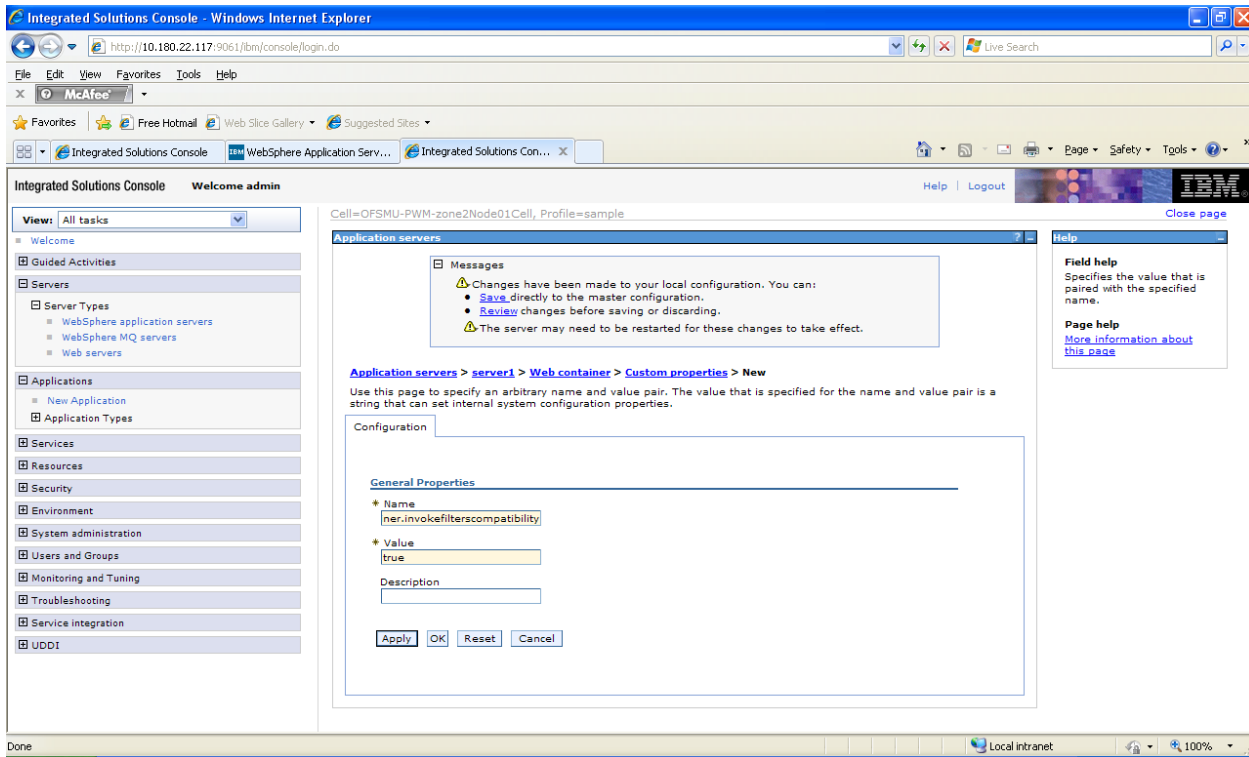 Integrated Solutions Console - Windows Internet Explorer
http://10.180.22.117:9061/ibm/console/login.do
Live Search
File Edit View Favorites Tools Help
x McAfee
Favorites Free Hotmail Web Slice Gallery Suggested Sites
Integrated Solutions Console WebSphere Application Serv... Integrated Solutions Con... X Page Safety Tools »
Integrated Solutions Console Welcome admin Help | Logout IBM
View: All tasks
Welcome
Guided Activities
Servers
Server Types
WebSphere application servers
WebSphere MQ servers
Web servers
Applications
New Application
Application Types
Services
Resources
Security
Environment
System administration
Users and Groups
Monitoring and Tuning
Troubleshooting
Service integration
UDDI
Cell=OFSMU-PWM-zone2Node01Cell, Profile=sample
Close page
Application servers ? -
Messages
Changes have been made to your local configuration. You can:
• Save directly to the master configuration.
• Review changes before saving or discarding.
The server may need to be restarted for these changes to take effect.
Application servers > server1 > Web container > Custom properties > New
Use this page to specify an arbitrary name and value pair. The value that is specified for the name and value pair is a
string that can set internal system configuration properties.
Configuration
General Properties
* Name
ner.invokefilterscompatibility
* Value
true
Description
Apply OK Reset Cancel
Help
Field help
Specifies the value that is
paired with the specified
name.
Page help
More information about
this page
Done Local intranet 100%